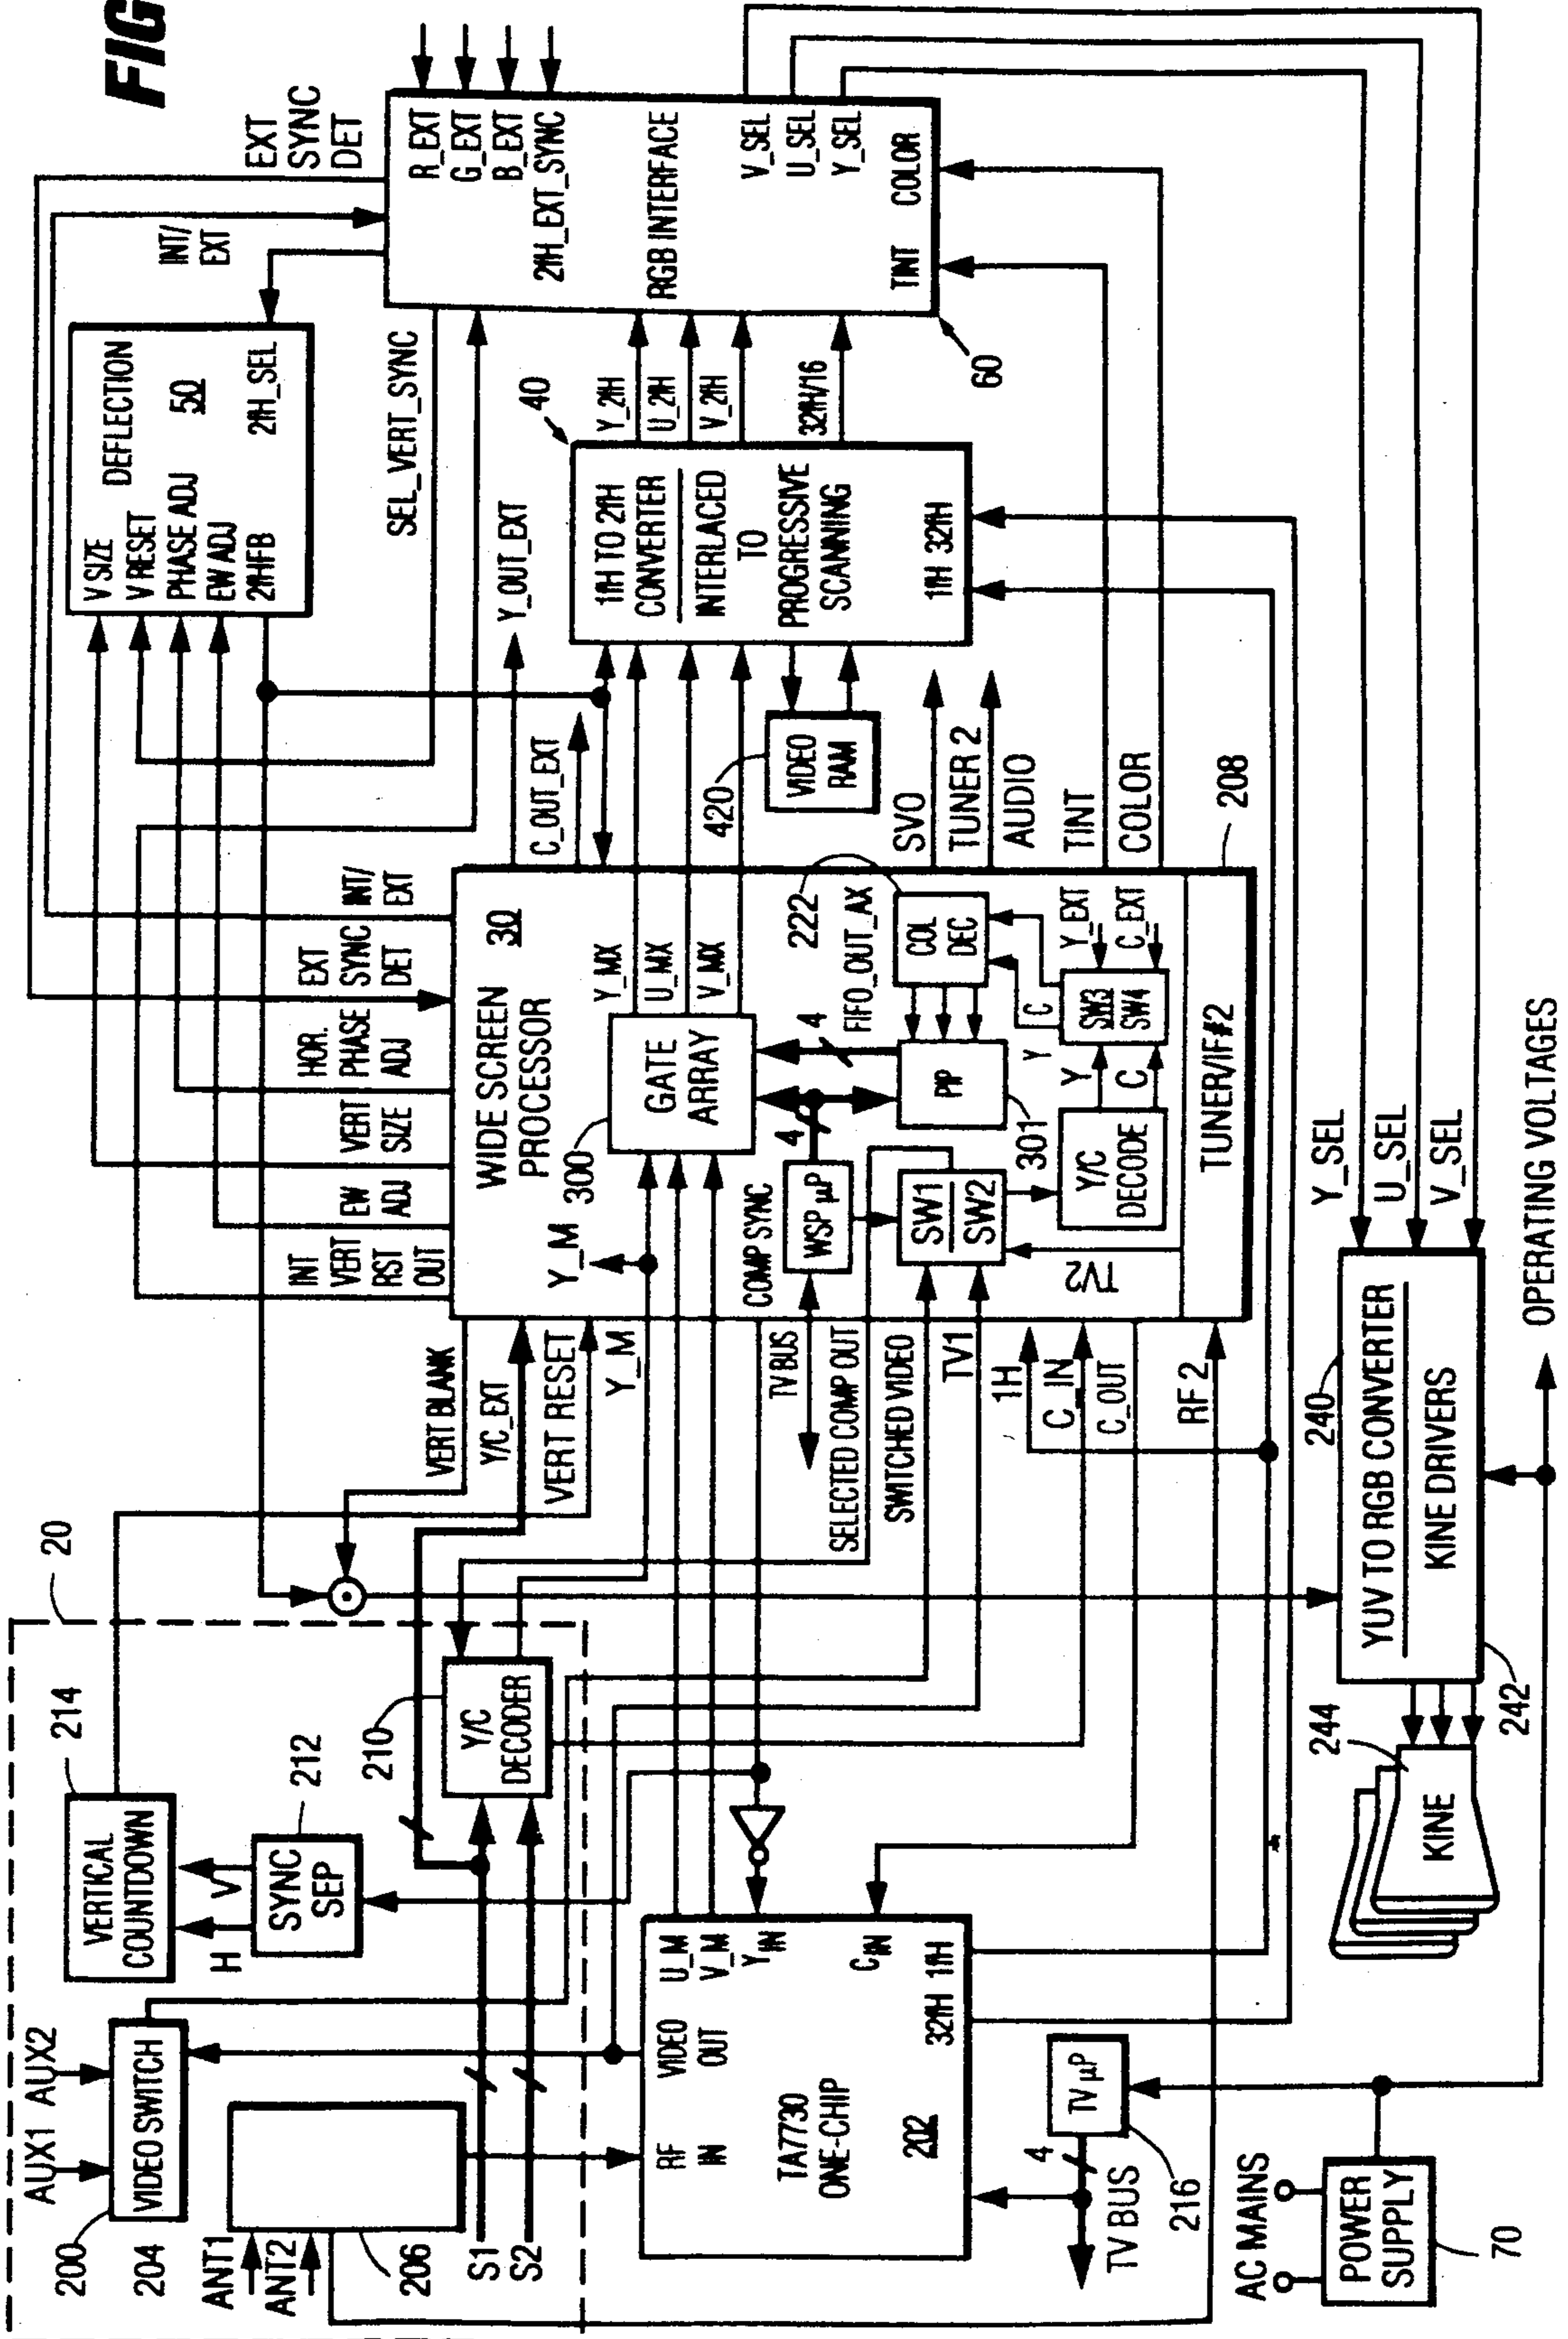 FIG
20
AUX1
AUX2
200
VIDEO SWITCH
204
ANT1
ANT2
206
S1
S2
214
VERTICAL
COUNTDOWN
H
V
212
SYNC
SEP
210
Y/C
DECODER
RF
IN
VIDEO
OUT
U_M
V_M
Y IN
C IN
TA7730
ONE-CHIP
202
32fH
1fH
4
TV µP
TV BUS
216
AC MAINS
POWER
SUPPLY
70
VERT BLANK
Y/C_EXT
VERT RESET
Y_M
TV BUS
SELECTED COMP OUT
SWITCHED VIDEO
TV1
1H
C_IN
C_OUT
RF 2
INT
VERT
RST
OUT
EW
ADJ
VERT
SIZE
HOR.
PHASE
ADJ
EXT
SYNC
DET
INT/
EXT
WIDE SCREEN
PROCESSOR
30
Y_M
300
GATE
ARRAY
Y_MX
U_MX
V_MX
COMP SYNC
WSP µP
4
4
FIFO_OUT_AX
222
COL
DEC
PIP
301
SW1
SW2
TV2
Y/C
DECODE
Y
C
Y
C
SW3
SW4
Y_EXT
C_EXT
TUNER/IF#2
208
V SIZE
V RESET
PHASE ADJ
EW ADJ
2fHFB
DEFLECTION
50
2fH_SEL
INT/
EXT
EXT
SYNC
DET
SEL_VERT_SYNC
Y_OUT_EXT
C_OUT_EXT
40
1fH TO 2fH
CONVERTER
INTERLACED
TO
PROGRESSIVE
SCANNING
1fH
32fH
420
VIDEO
RAM
SVO
TUNER 2
AUDIO
TINT
COLOR
Y_2fH
U_2fH
V_2fH
32fH/16
R_EXT
G_EXT
B_EXT
2fH_EXT_SYNC
RGB INTERFACE
V_SEL
U_SEL
Y_SEL
TINT
COLOR
60
Y_SEL
U_SEL
V_SEL
240
YUV TO RGB CONVERTER
KINE DRIVERS
242
244
KINE
OPERATING VOLTAGES